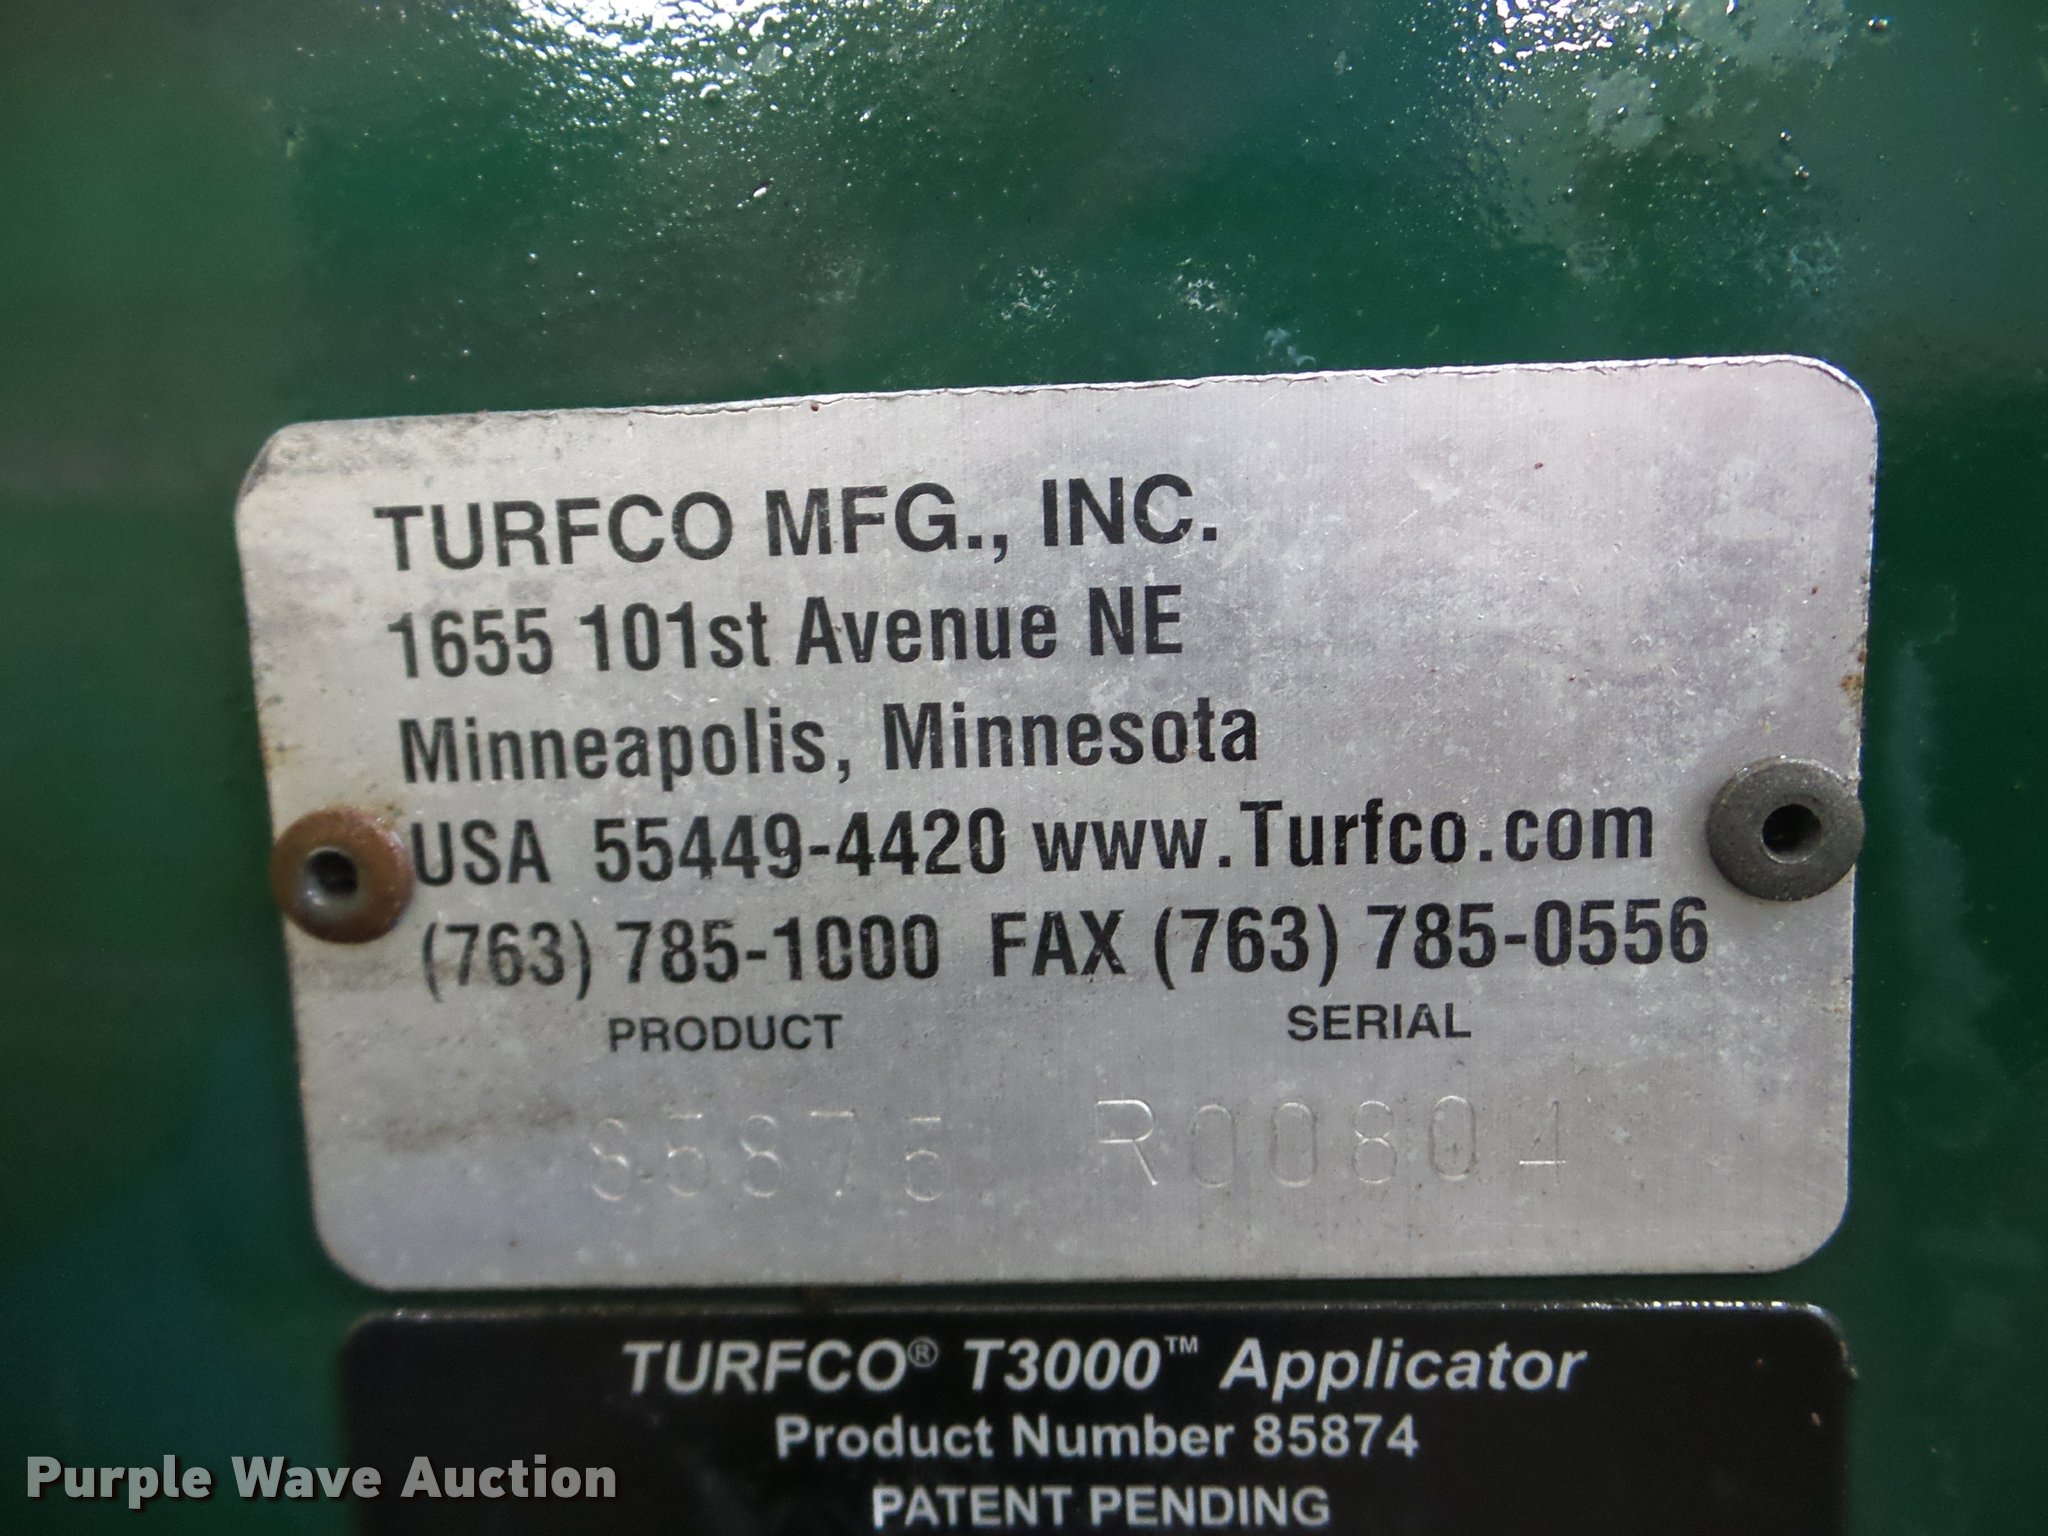 TURFCO MFG., INC.
1655 101st Avenue NE
Minneapolis, Minnesota
USA 55449-4420 www.Turfco.com
(763) 785-1000 FAX (763) 785-0556
PRODUCT SERIAL
85875 R00804
TURFCO® T3000™ Applicator
Product Number 85874
PATENT PENDING
Purple Wave Auction